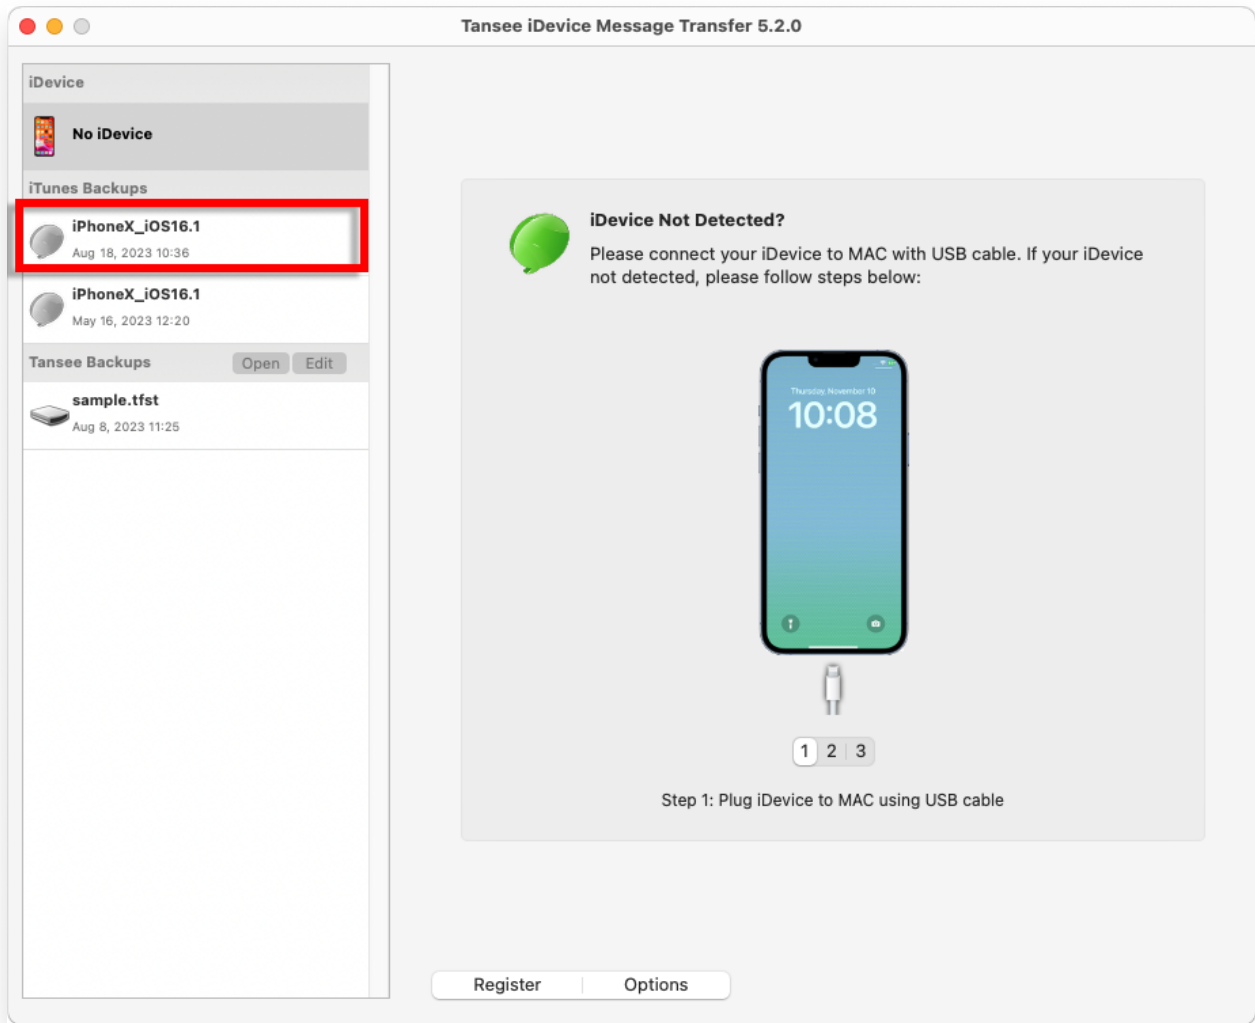 Tansee iDevice Message Transfer 5.2.0
iDevice
No iDevice
iTunes Backups
iPhoneX_iOS16.1
Aug 18, 2023 10:36
iPhoneX_iOS16.1
May 16, 2023 12:20
Tansee Backups Open Edit
sample.tfst
Aug 8, 2023 11:25
iDevice Not Detected?
Please connect your iDevice to MAC with USB cable. If your iDevice
not detected, please follow steps below:
Thursday, November 10
10:08
1 2 3
Step 1: Plug iDevice to MAC using USB cable
Register Options